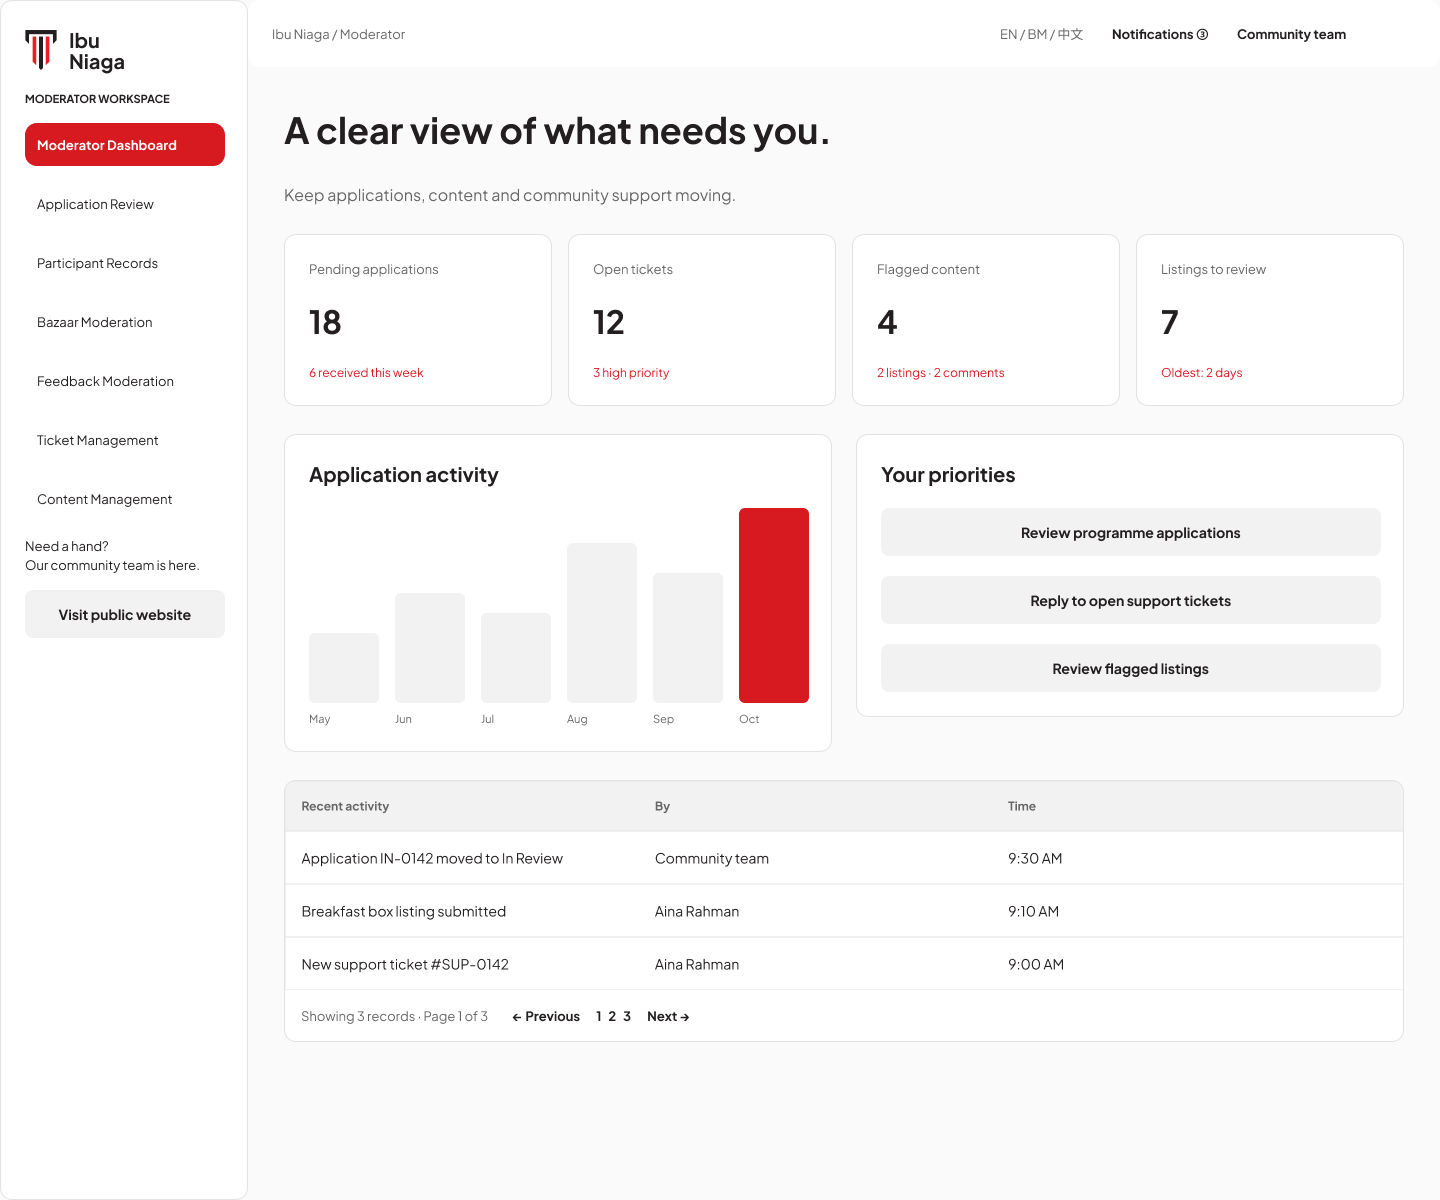 Ibu
Niaga
MODERATOR WORKSPACE
Moderator Dashboard
Application Review
Participant Records
Bazaar Moderation
Feedback Moderation
Ticket Management
Content Management
Need a hand?
Our community team is here.
Visit public website
Ibu Niaga / Moderator
EN / BM / 中文
Notifications ③
Community team
A clear view of what needs you.
Keep applications, content and community support moving.
Pending applications
18
6 received this week
Open tickets
12
3 high priority
Flagged content
4
2 listings · 2 comments
Listings to review
7
Oldest: 2 days
Application activity
May
Jun
Jul
Aug
Sep
Oct
Your priorities
Review programme applications
Reply to open support tickets
Review flagged listings
Recent activity By Time
Application IN-0142 moved to In Review Community team 9:30 AM
Breakfast box listing submitted Aina Rahman 9:10 AM
New support ticket #SUP-0142 Aina Rahman 9:00 AM
Showing 3 records · Page 1 of 3 ← Previous 1 2 3 Next →